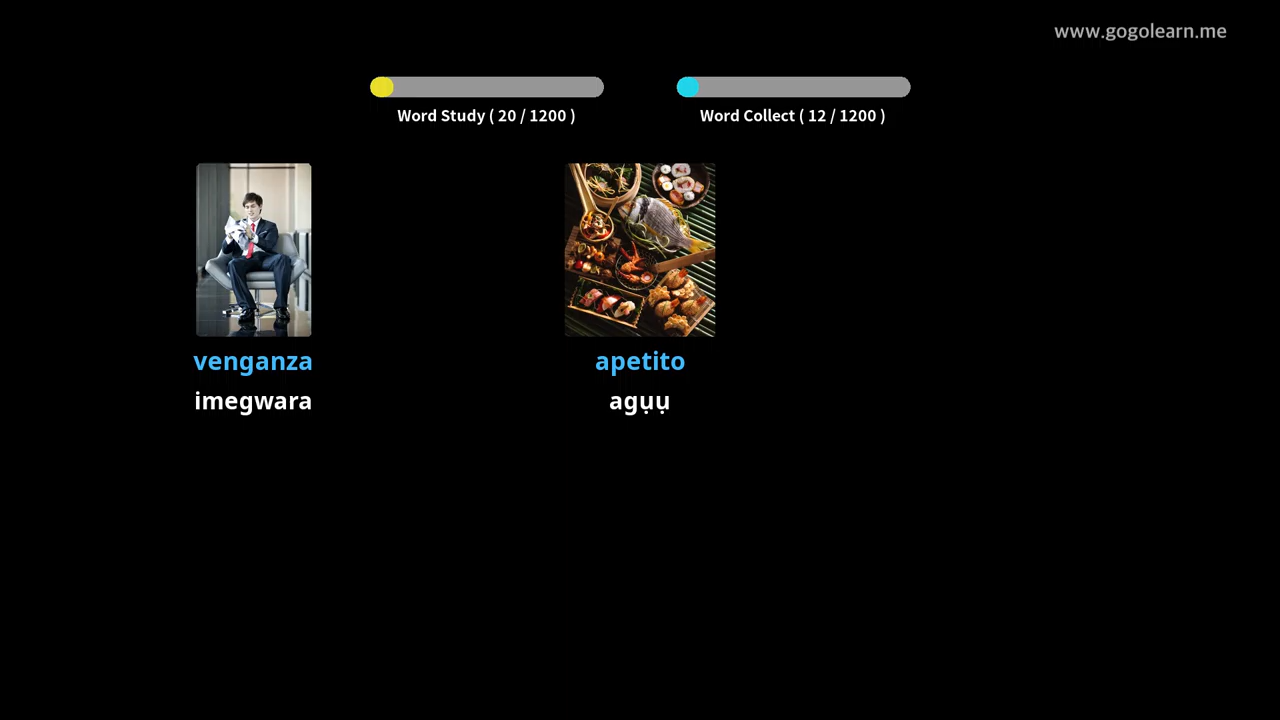 www.gogolearn.me
Word Study ( 20 / 1200 )
Word Collect ( 12 / 1200 )
venganza
imegwara
apetito
agụụ